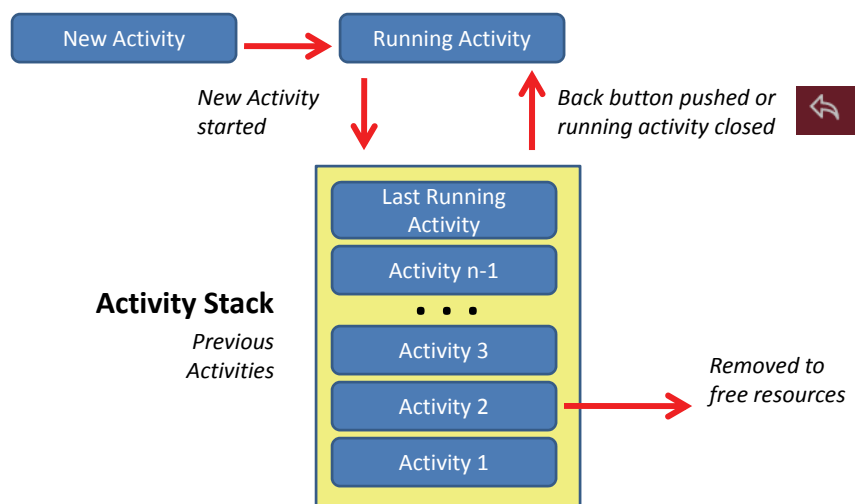 New Activity
Running Activity
New Activity
started
Back button pushed or
running activity closed
Last Running
Activity
Activity n-1
. . .
Activity Stack
Previous
Activities
Activity 3
Removed to
free resources
Activity 2
Activity 1